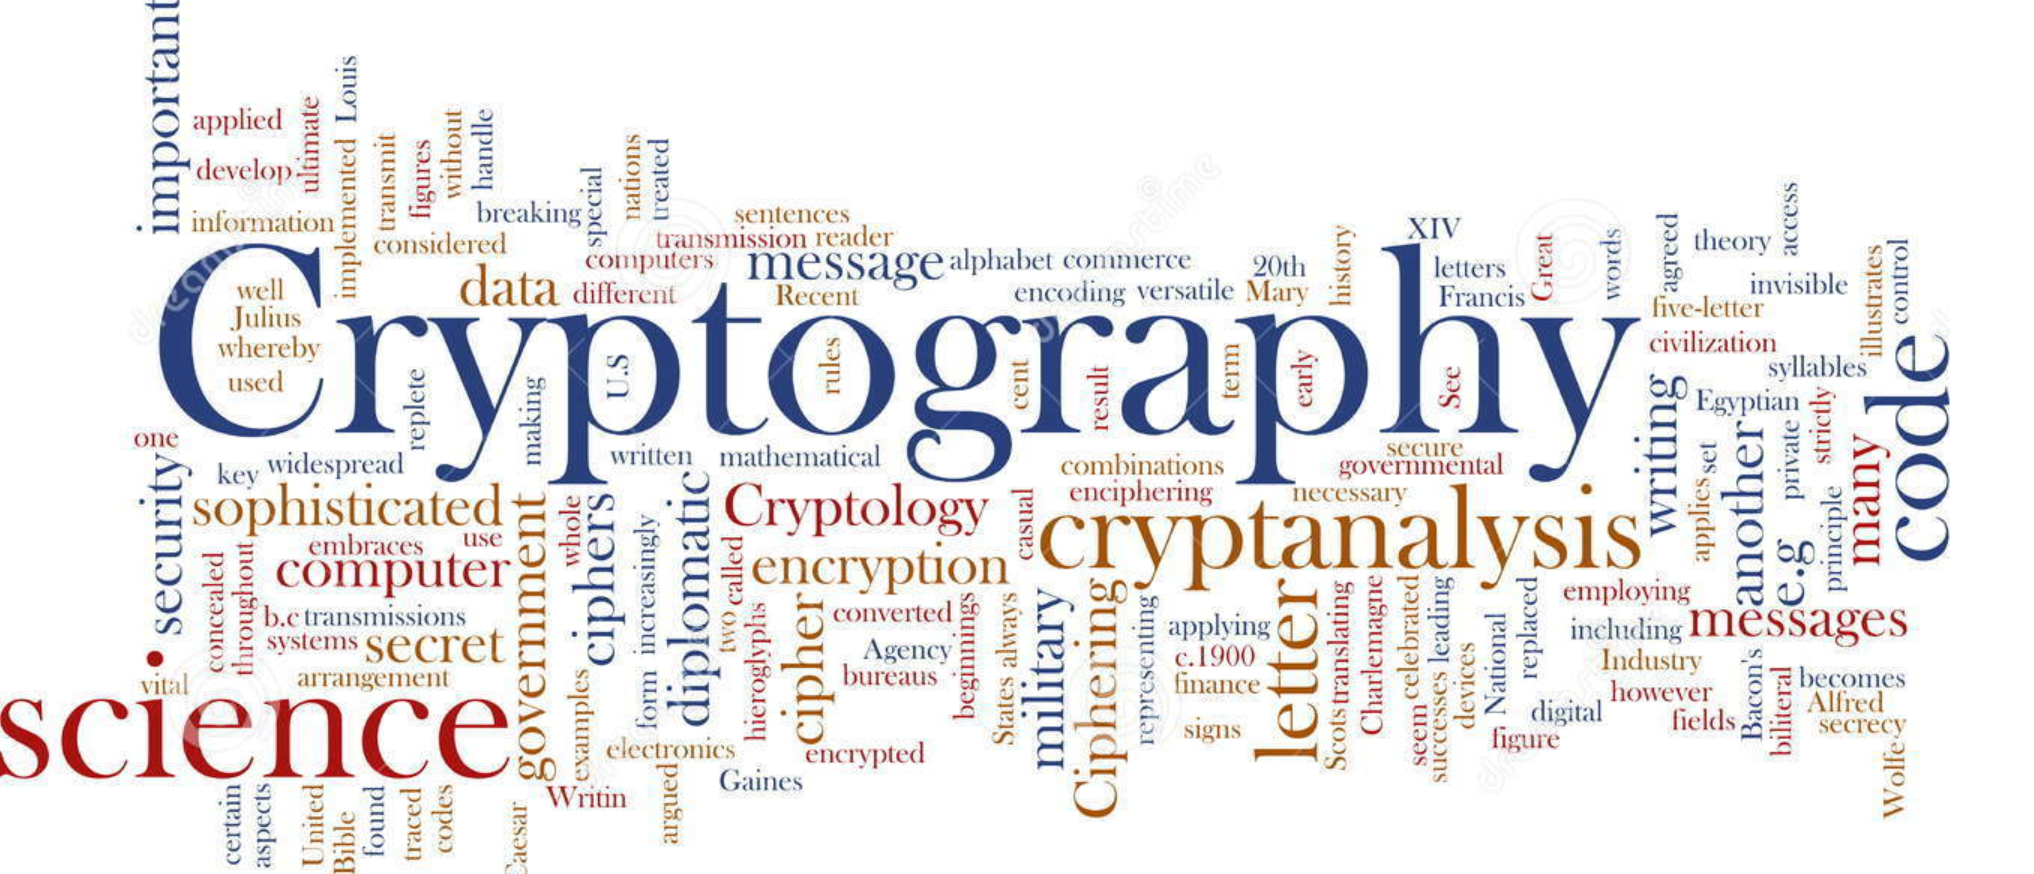 important
applied
develop
ultimate
Louis
implemented
transmit
figures
without
handle
information
considered
breaking
special
nations
treated
sentences
transmission
reader
computers
message
alphabet
commerce
data
different
Recent
encoding
versatile
20th
Mary
history
XIV
letters
Francis
Great
words
agreed
theory
access
invisible
five-letter
illustrates
control
civilization
syllables
Cryptography
well
Julius
whereby
used
replete
making
U.S
rules
cent
result
term
early
See
writing
Egyptian
strictly
code
one
key
widespread
written
mathematical
combinations
secure
governmental
enciphering
necessary
set
applies
another
private
principle
many
e.g
security
sophisticated
embraces
use
computer
concealed
throughout
b.c
transmissions
systems
secret
arrangement
government
whole
ciphers
increasingly
form
diplomatic
Cryptology
casual
cryptanalysis
encryption
called
two
hieroglyphs
cipher
converted
Agency
bureaus
beginnings
always
States
military
Ciphering
representing
applying
c.1900
finance
signs
letter
translating
Scots
Charlemagne
celebrated
seem
leading
successes
devices
National
replaced
employing
including
messages
Industry
however
digital
figure
fields
Bacon's
biliteral
becomes
Alfred
secrecy
Wolfe
vital
science
examples
electronics
encrypted
Gaines
Writin
argued
certain
aspects
United
Bible
found
traced
codes
Caesar
dreamstime